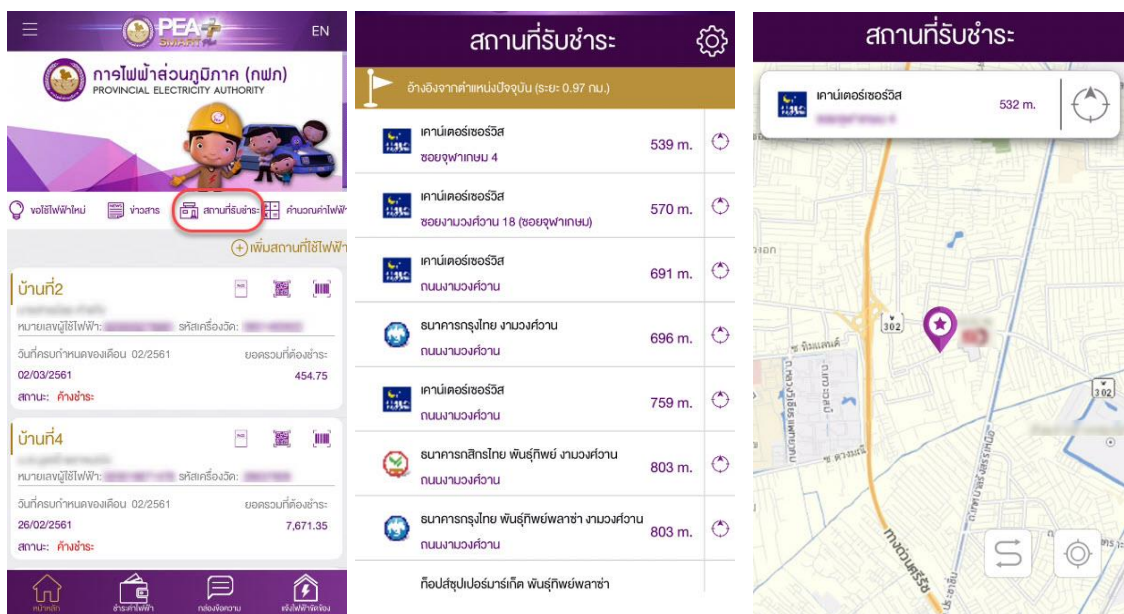 PEA
SMART Plus
EN
การไฟฟ้าส่วนภูมิภาค (กฟภ)
PROVINCIAL ELECTRICITY AUTHORITY
ขอใช้ไฟฟ้าใหม่
ข่าวสาร
สถานที่รับชำระ
คำนวณค่าไฟฟ้
เพิ่มสถานที่ใช้ไฟฟ้า
บ้านที่2
หมายเลขผู้ใช้ไฟฟ้า: รหัสเครื่องวัด:
วันที่ครบกำหนดของเดือน 02/2561 ยอดรวมที่ต้องชำระ
02/03/2561 454.75
สถานะ: ค้างชำระ
บ้านที่4
หมายเลขผู้ใช้ไฟฟ้า: รหัสเครื่องวัด:
วันที่ครบกำหนดของเดือน 02/2561 ยอดรวมที่ต้องชำระ
26/02/2561 7,671.35
สถานะ: ค้างชำระ
หน้าหลัก
ชำระค่าไฟฟ้า
กล่องข้อความ
แจ้งไฟฟ้าขัดข้อง
สถานที่รับชำระ
อ้างอิงจากตำแหน่งปัจจุบัน (ระยะ 0.97 กม.)
เคาน์เตอร์เซอร์วิส
ซอยจุฬาเกษม 4
539 m.
เคาน์เตอร์เซอร์วิส
ซอยงามวงศ์วาน 18 (ซอยจุฬาเกษม)
570 m.
เคาน์เตอร์เซอร์วิส
ถนนงามวงศ์วาน
691 m.
ธนาคารกรุงไทย งามวงศ์วาน
ถนนงามวงศ์วาน
696 m.
เคาน์เตอร์เซอร์วิส
ถนนงามวงศ์วาน
759 m.
ธนาคารกสิกรไทย พันธุ์ทิพย์ งามวงศ์วาน
ถนนงามวงศ์วาน
803 m.
ธนาคารกรุงไทย พันธุ์ทิพย์พลาซ่า งามวงศ์วาน
ถนนงามวงศ์วาน
803 m.
ท็อปส์ซุปเปอร์มาร์เก็ต พันธุ์ทิพย์พลาซ่า
สถานที่รับชำระ
เคาน์เตอร์เซอร์วิส
532 m.
302
302
ซ ทิมแลนด์
ซ ดวงมณี
ทางด่วนศรีรัช